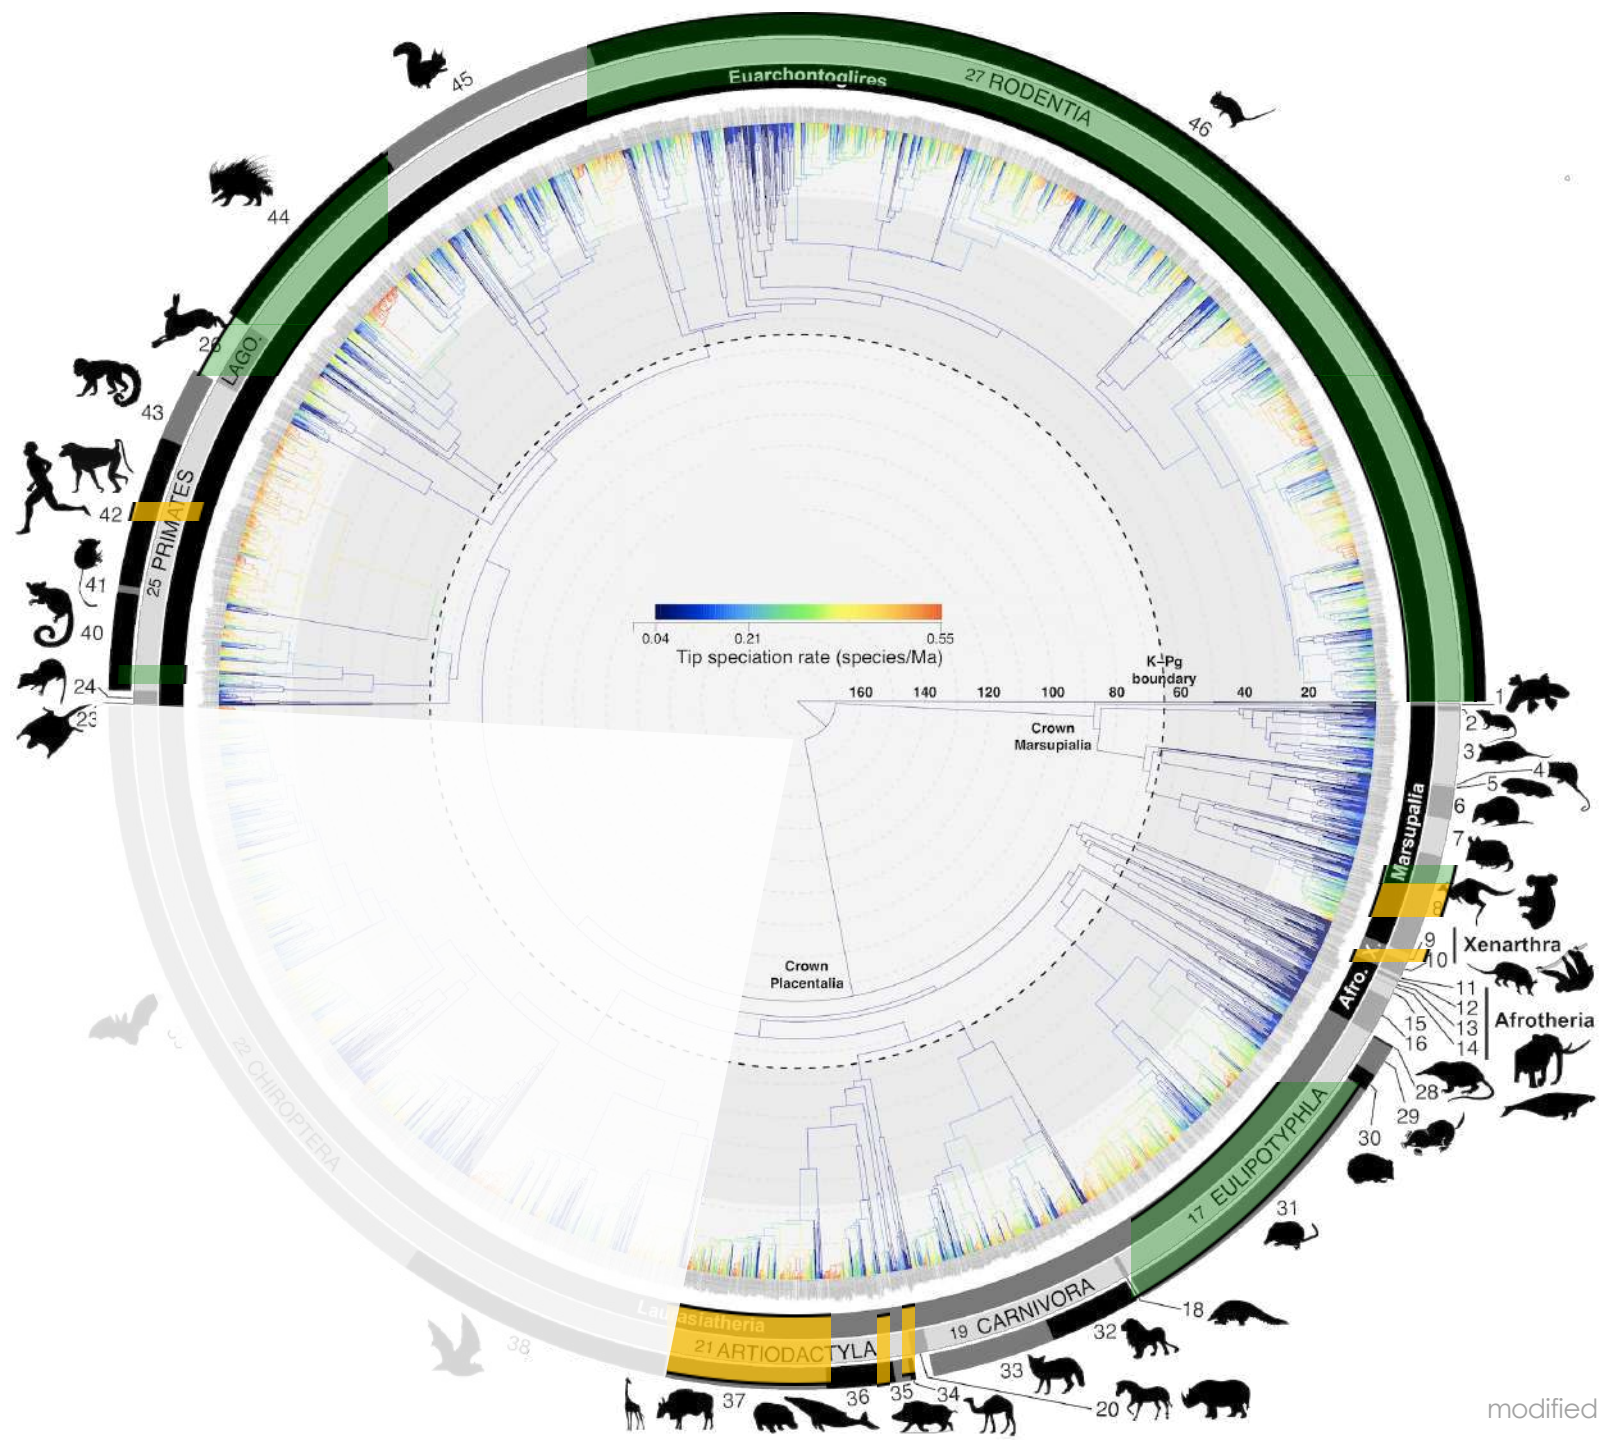 Euarchontoglires
27 RODENTIA
45
46
44
26
LAGO.
43
42
25 PRIMATES
41
40
24
23
0.04 0.21 0.55
Tip speciation rate (species/Ma)
K-Pg
boundary
160 140 120 100 80 60 40 20
Crown
Marsupialia
Crown
Placentalia
Marsupalia
1
2
3
4
5
6
7
8
9
10
Xenarthra
X.
Afro.
11
12
13
14
15
16
Afrotheria
28
29
30
31
17 EULIPOTYPHLA
18
19 CARNIVORA
32
33
20
34
35
36
37
21 ARTIODACTYLA
Laurasiatheria
38
22 CHIROPTERA
modified